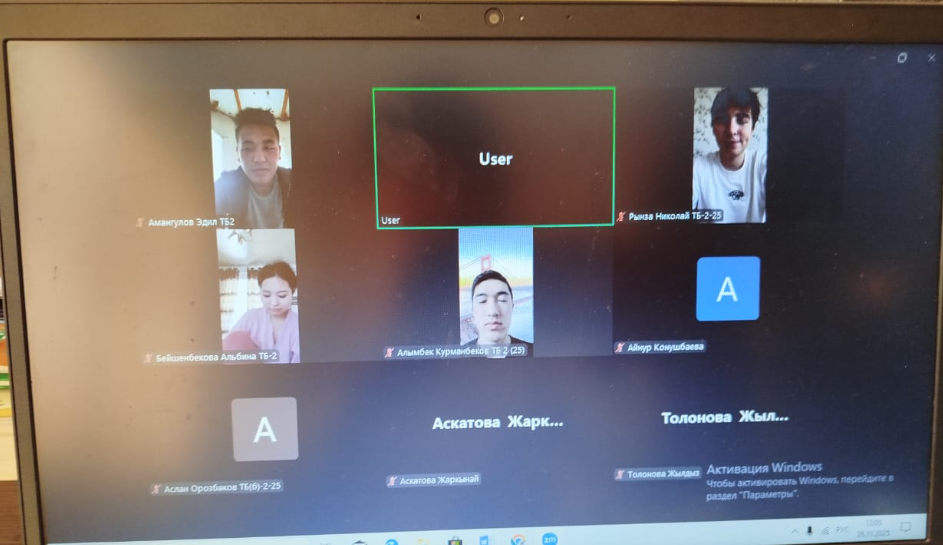 User
User
Амангулов Эдил ТБ2
Рынза Николай ТБ-2-25
Бейшенбекова Альбина ТБ-2
Алымбек Курманбеков ТБ 2 (25)
A
Айнур Конушбаева
A
Аслан Орозбаков ТБ(б)-2-25
Аскатова Жарк...
Аскатова Жаркынай
Толонова Жыл...
Толонова Жылдыз
Активация Windows
Чтобы активировать Windows, перейдите в
раздел "Параметры".
zm
РУС